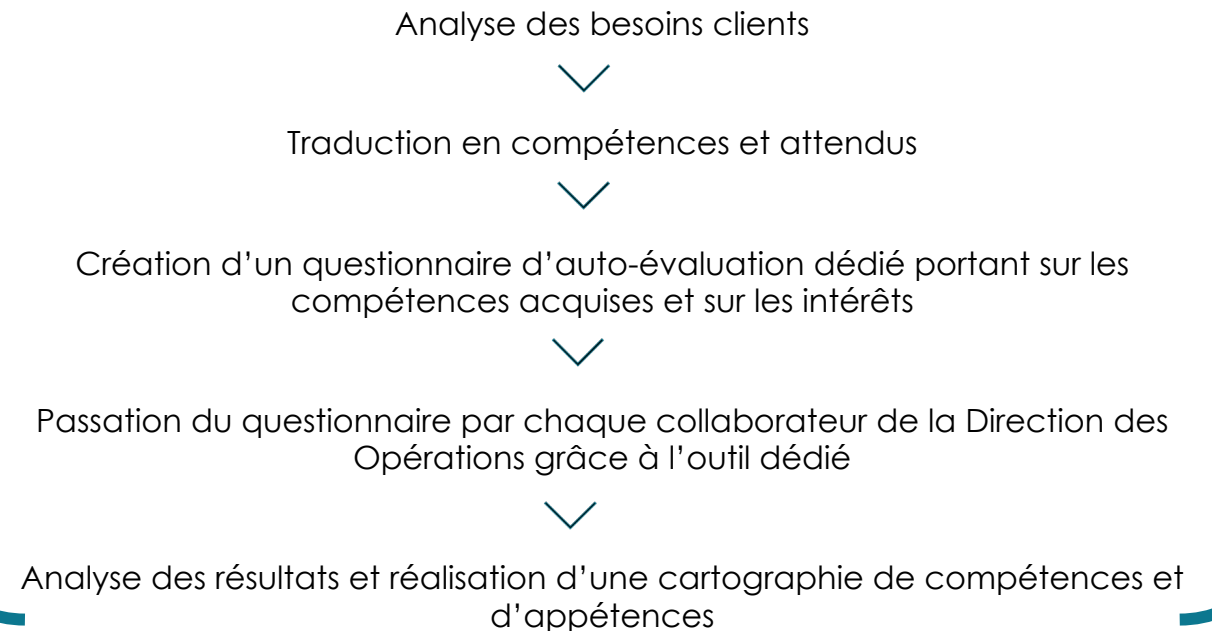 Analyse des besoins clients
Traduction en compétences et attendus
Création d’un questionnaire d’auto-évaluation dédié portant sur les
compétences acquises et sur les intérêts
Passation du questionnaire par chaque collaborateur de la Direction des
Opérations grâce à l’outil dédié
Analyse des résultats et réalisation d’une cartographie de compétences et
d’appétences